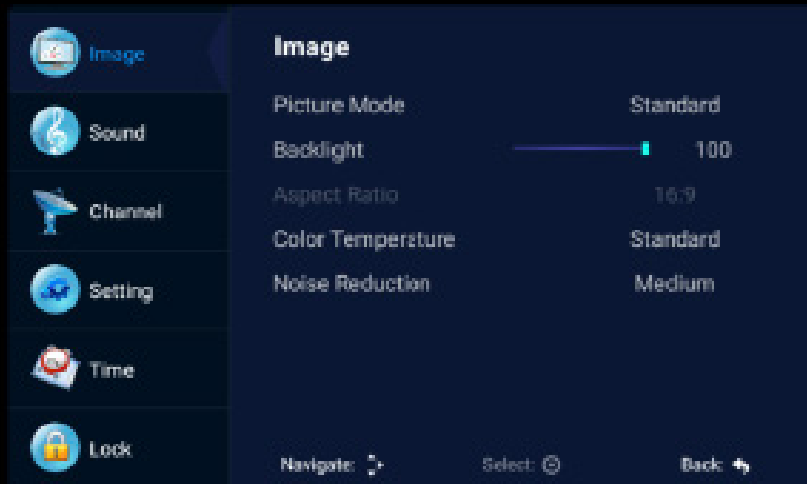 Image
Sound
Channel
Setting
Time
Lock
Image
Picture Mode Standard
Backlight 100
Aspect Ratio 16:9
Color Tempersture Standard
Noise Reduction Medium
Navigate: Select: Back: